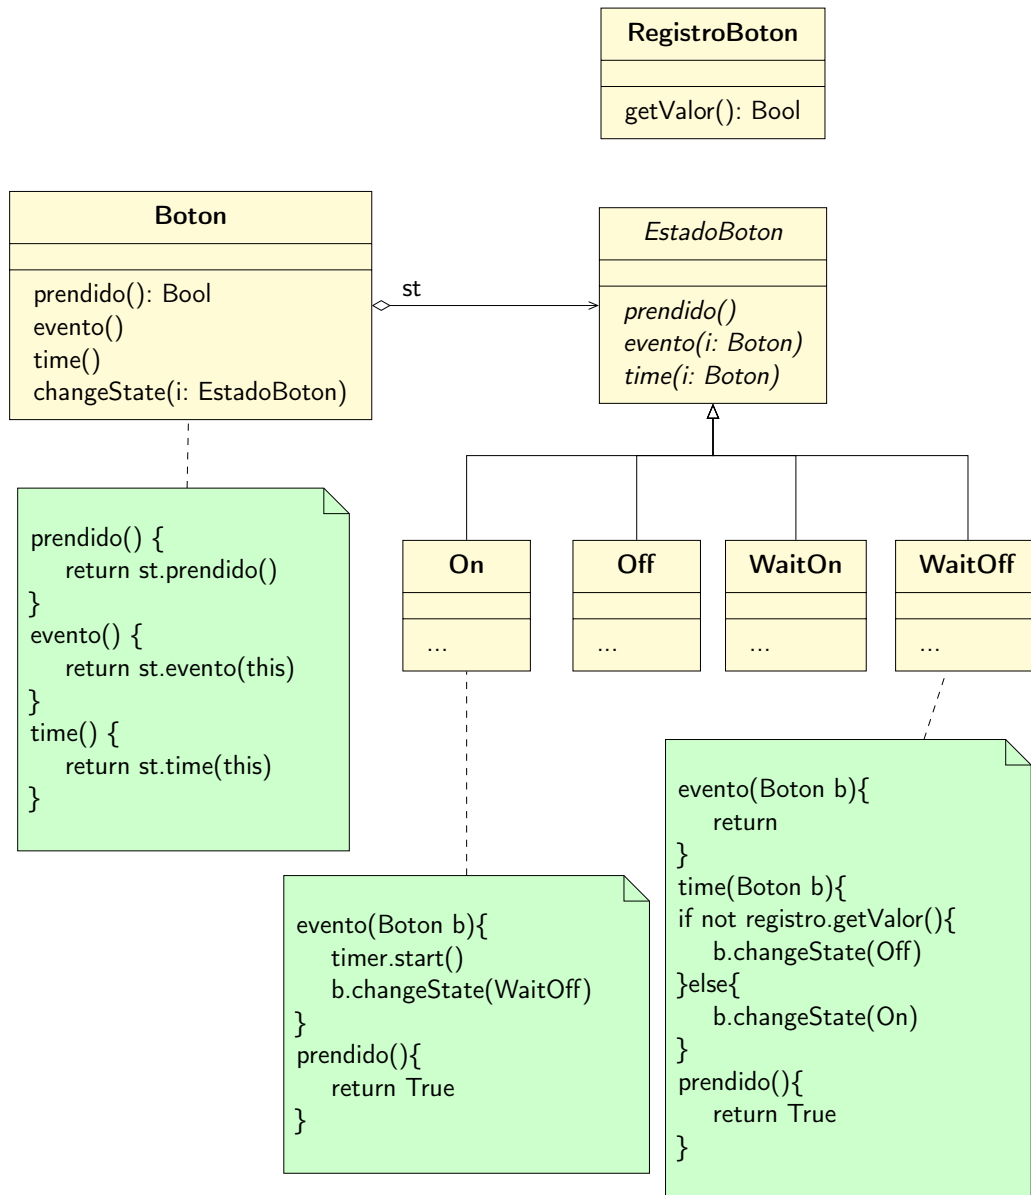 RegistroBoton
getValor(): Bool
Boton
prendido(): Bool
evento()
time()
changeState(i: EstadoBoton)
st
EstadoBoton
prendido()
evento(i: Boton)
time(i: Boton)
On
...
Off
...
WaitOn
...
WaitOff
...
prendido() {
return st.prendido()
}
evento() {
return st.evento(this)
}
time() {
return st.time(this)
}
evento(Boton b){
timer.start()
b.changeState(WaitOff)
}
prendido(){
return True
}
evento(Boton b){
return
}
time(Boton b){
if not registro.getValor(){
b.changeState(Off)
}else{
b.changeState(On)
}
prendido(){
return True
}